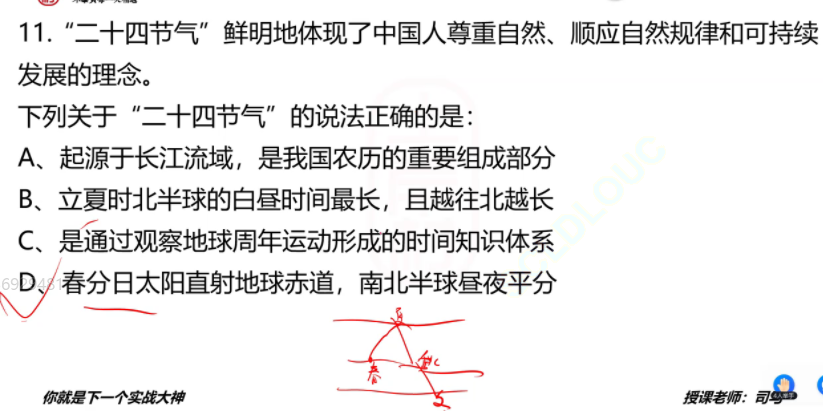 11.“二十四节气”鲜明地体现了中国人尊重自然、顺应自然规律和可持续
发展的理念。
下列关于“二十四节气”的说法正确的是：
A、起源于长江流域，是我国农历的重要组成部分
B、立夏时北半球的白昼时间最长，且越往北越长
C、是通过观察地球周年运动形成的时间知识体系
D、春分日太阳直射地球赤道，南北半球昼夜平分
夏
春
秋
冬
你就是下一个实战大神
授课老师：司马